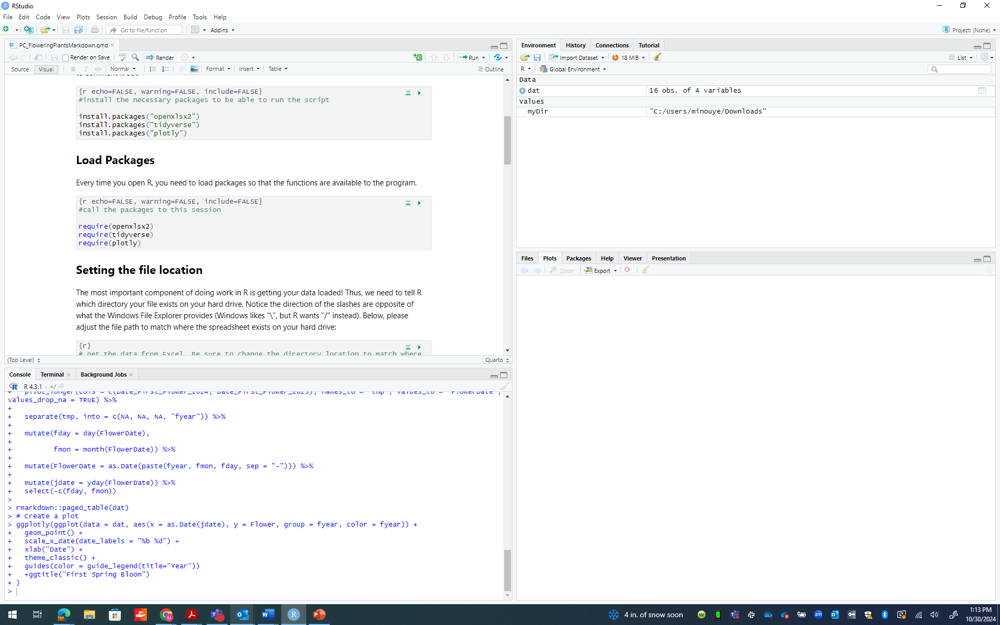 RStudio
File Edit Code View Plots Session Build Debug Profile Tools Help
Go to file/function Addins Project: (None)
PC_FloweringPlantsMarkdown.qmd
Render on Save ABC Render Run
Source Visual B I </> Normal Format Insert Table Outline
{r echo=FALSE, warning=FALSE, include=FALSE}
#install the necessary packages to be able to run the script
install.packages("openxlsx2")
install.packages("tidyverse")
install.packages("plotly")
Load Packages
Every time you open R, you need to load packages so that the functions are available to the program.
{r echo=FALSE, warning=FALSE, include=FALSE}
#call the packages to this session
require(openxlsx2)
require(tidyverse)
require(plotly)
Setting the file location
The most important component of doing work in R is getting your data loaded! Thus, we need to tell R
which directory your file exists on your hard drive. Notice the direction of the slashes are opposite of
what the Windows File Explorer provides (Windows likes "\", but R wants "/" instead). Below, please
adjust the file path to match where the spreadsheet exists on your hard drive:
{r}
# get the data from Excel. Be sure to change the directory location to match where
(Top Level) Quarto
Console Terminal Background Jobs
R 4.3.1 · ~/
+   pivot_longer(cols = c(Date_First_Flower_2024, Date_First_Flower_2023), names_to = "tmp", values_to = "FlowerDate",
values_drop_na = TRUE) %>%
+
+   separate(tmp, into = c(NA, NA, NA, "fyear")) %>%
+
+   mutate(fday = day(FlowerDate),
+
+          fmon = month(FlowerDate)) %>%
+
+   mutate(FlowerDate = as.Date(paste(fyear, fmon, fday, sep = "-"))) %>%
+
+   mutate(jdate = yday(FlowerDate)) %>%
+   select(-c(fday, fmon))
>
> rmarkdown::paged_table(dat)
> # Create a plot
> ggplotly(ggplot(data = dat, aes(x = as.Date(jdate), y = Flower, group = fyear, color = fyear)) +
+   geom_point() +
+   scale_x_date(date_labels = "%b %d") +
+   xlab("Date") +
+   theme_classic() +
+   guides(color = guide_legend(title="Year"))
+   +ggtitle("First Spring Bloom")
+ )
>
Environment History Connections Tutorial
Import Dataset 18 MiB List
R Global Environment
Data
dat 16 obs. of 4 variables
Values
myDir "C:/Users/minouye/Downloads"
Files Plots Packages Help Viewer Presentation
Zoom Export
4 in. of snow soon
1:13 PM
10/30/2024